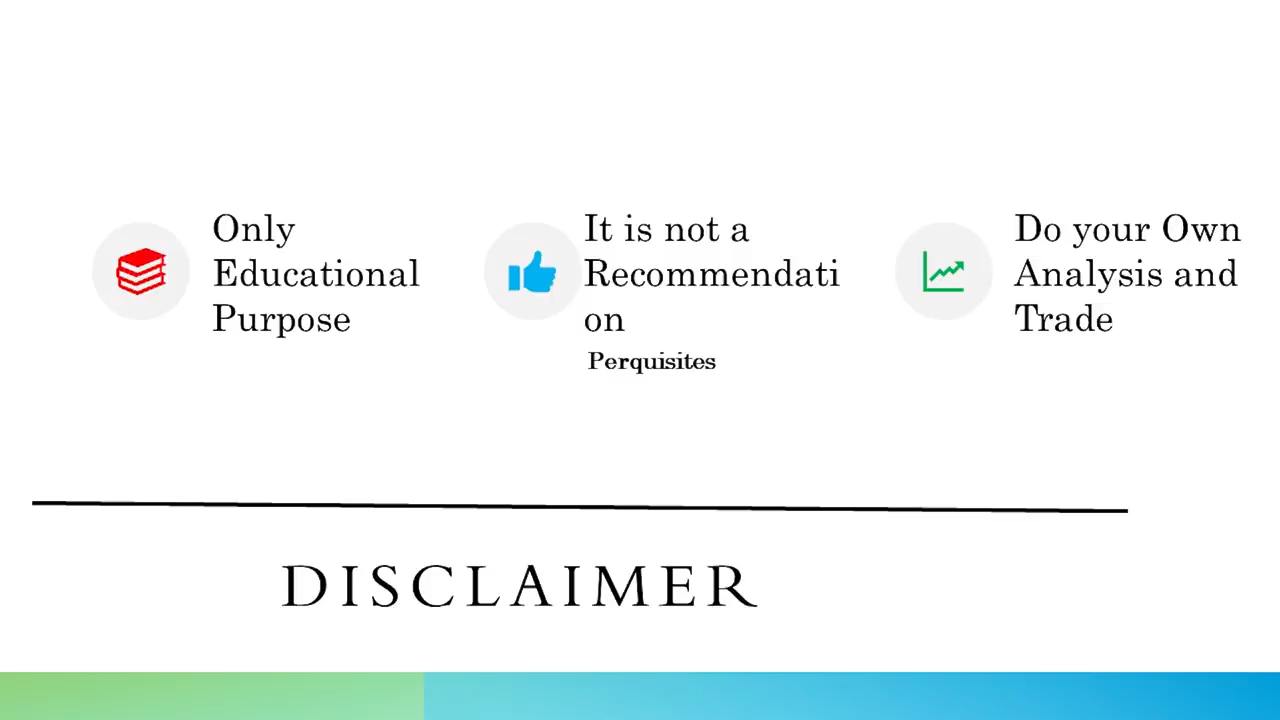 Only
Educational
Purpose
It is not a
Recommendati
on
Perquisites
Do your Own
Analysis and
Trade
DISCLAIMER